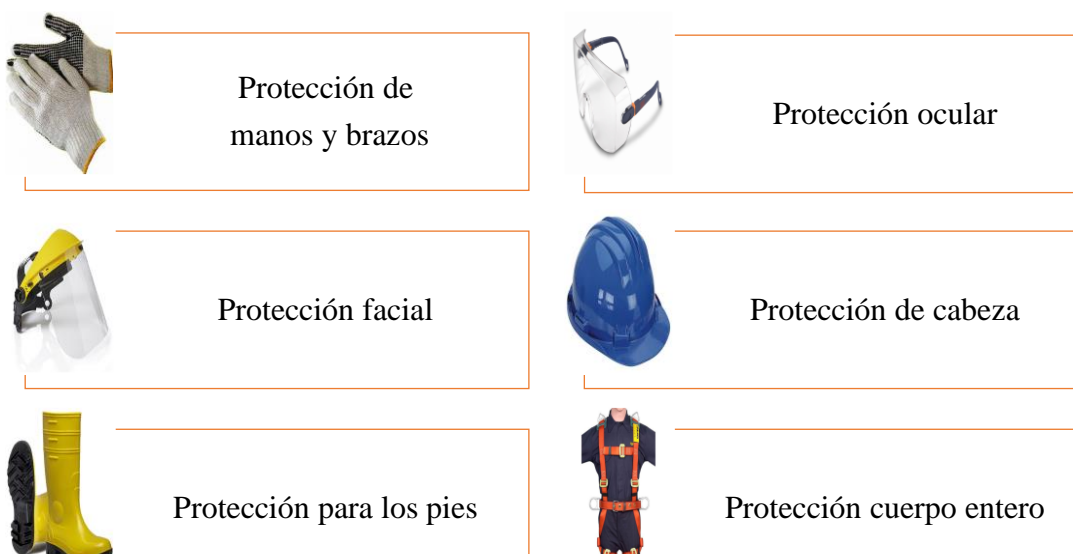 Protección de
manos y brazos
Protección ocular
Protección facial
Protección de cabeza
Protección para los pies
Protección cuerpo entero